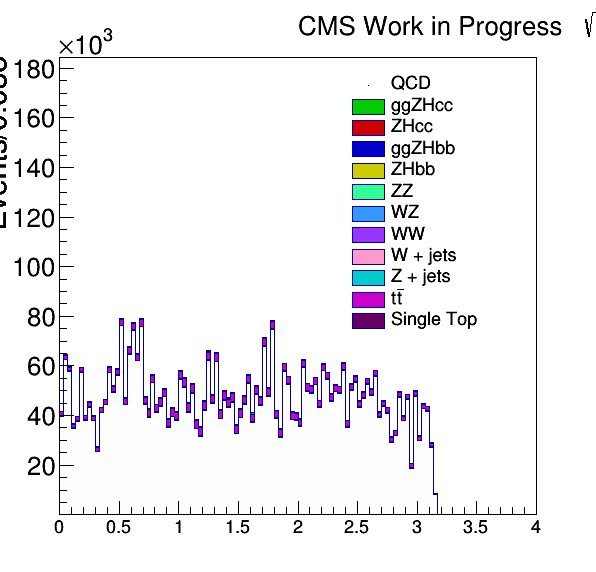 CMS Work in Progress √
×10³
180
160
140
120
100
80
60
40
20
QCD
ggZHcc
ZHcc
ggZHbb
ZHbb
ZZ
WZ
WW
W + jets
Z + jets
tt̄
Single Top
0 0.5 1 1.5 2 2.5 3 3.5 4